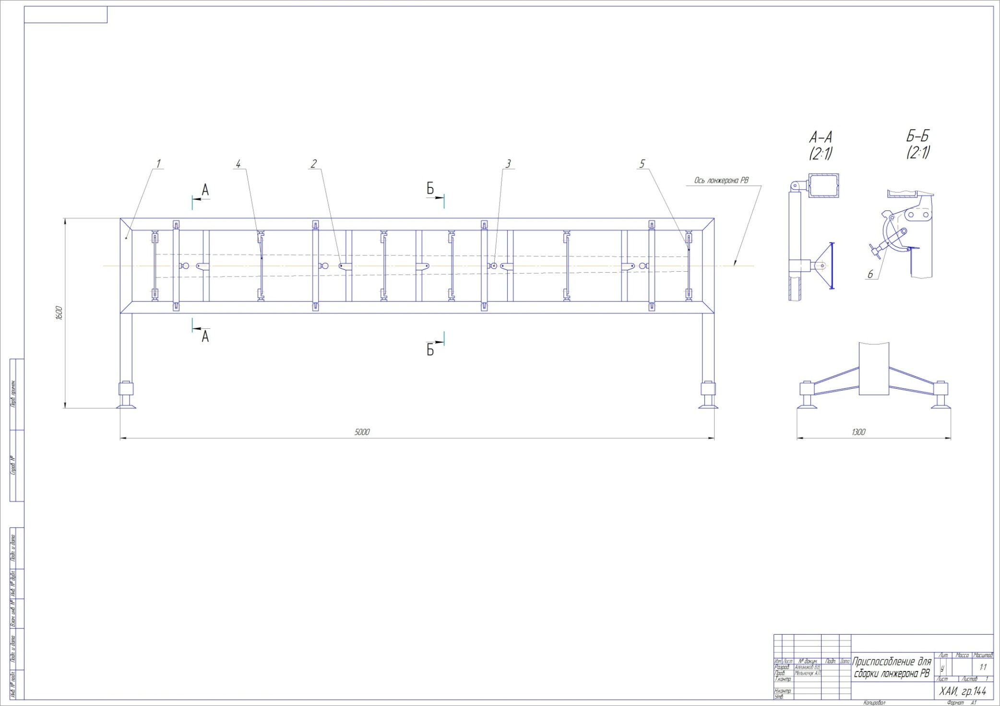 А-А
(2:1)
Б-Б
(2:1)
1
4
2
3
5
Ось лонжерона РВ
А
Б
6
1600
А
Б
5000
1300
Перв. примен.
Справ. №
Подп. и дата
Инв. № дубл.
Взам. инв. №
Подп. и дата
Инв. № подл.
Изм. Лист № докум. Подп. Дата
Разраб. Алейников В.В.
Пров. Мельничук А.П.
Т.контр.
Н.контр.
Утв.
Приспособление для
сборки лонжерона РВ
Лит. Масса Масштаб
у 1:1
Лист Листов 1
ХАИ, гр.144
Копировал Формат А1